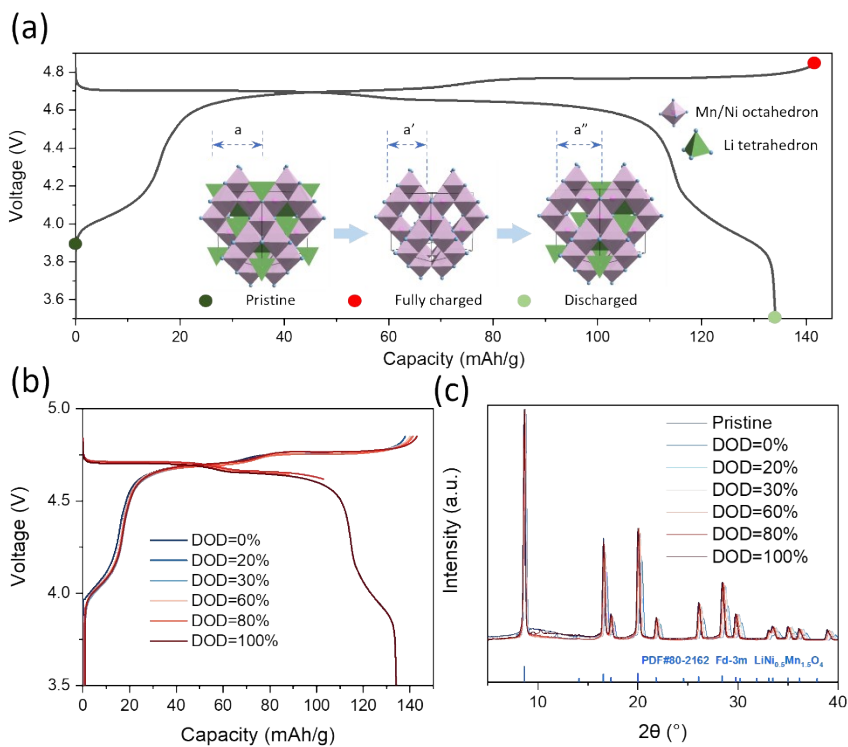 (a)
4.8
4.6
4.4
4.2
4.0
3.8
3.6
Voltage (V)
a
a'
a"
Mn/Ni octahedron
Li tetrahedron
Pristine
Fully charged
Discharged
0
20
40
60
80
100
120
140
Capacity (mAh/g)
(b)
5.0
4.5
4.0
3.5
Voltage (V)
DOD=0%
DOD=20%
DOD=30%
DOD=60%
DOD=80%
DOD=100%
0
20
40
60
80
100
120
140
Capacity (mAh/g)
(c)
Intensity (a.u.)
Pristine
DOD=0%
DOD=20%
DOD=30%
DOD=60%
DOD=80%
DOD=100%
PDF#80-2162 Fd-3m LiNi₀.₅Mn₁.₅O₄
10
20
30
40
2θ (°)